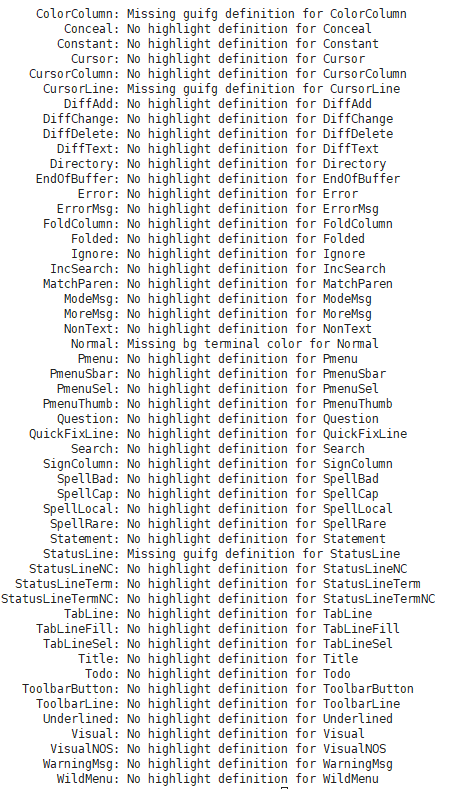 ColorColumn: Missing guifg definition for ColorColumn
Conceal: No highlight definition for Conceal
Constant: No highlight definition for Constant
Cursor: No highlight definition for Cursor
CursorColumn: No highlight definition for CursorColumn
CursorLine: Missing guifg definition for CursorLine
DiffAdd: No highlight definition for DiffAdd
DiffChange: No highlight definition for DiffChange
DiffDelete: No highlight definition for DiffDelete
DiffText: No highlight definition for DiffText
Directory: No highlight definition for Directory
EndOfBuffer: No highlight definition for EndOfBuffer
Error: No highlight definition for Error
ErrorMsg: No highlight definition for ErrorMsg
FoldColumn: No highlight definition for FoldColumn
Folded: No highlight definition for Folded
Ignore: No highlight definition for Ignore
IncSearch: No highlight definition for IncSearch
MatchParen: No highlight definition for MatchParen
ModeMsg: No highlight definition for ModeMsg
MoreMsg: No highlight definition for MoreMsg
NonText: No highlight definition for NonText
Normal: Missing bg terminal color for Normal
Pmenu: No highlight definition for Pmenu
PmenuSbar: No highlight definition for PmenuSbar
PmenuSel: No highlight definition for PmenuSel
PmenuThumb: No highlight definition for PmenuThumb
Question: No highlight definition for Question
QuickFixLine: No highlight definition for QuickFixLine
Search: No highlight definition for Search
SignColumn: No highlight definition for SignColumn
SpellBad: No highlight definition for SpellBad
SpellCap: No highlight definition for SpellCap
SpellLocal: No highlight definition for SpellLocal
SpellRare: No highlight definition for SpellRare
Statement: No highlight definition for Statement
StatusLine: Missing guifg definition for StatusLine
StatusLineNC: No highlight definition for StatusLineNC
StatusLineTerm: No highlight definition for StatusLineTerm
StatusLineTermNC: No highlight definition for StatusLineTermNC
TabLine: No highlight definition for TabLine
TabLineFill: No highlight definition for TabLineFill
TabLineSel: No highlight definition for TabLineSel
Title: No highlight definition for Title
Todo: No highlight definition for Todo
ToolbarButton: No highlight definition for ToolbarButton
ToolbarLine: No highlight definition for ToolbarLine
Underlined: No highlight definition for Underlined
Visual: No highlight definition for Visual
VisualNOS: No highlight definition for VisualNOS
WarningMsg: No highlight definition for WarningMsg
WildMenu: No highlight definition for WildMenu